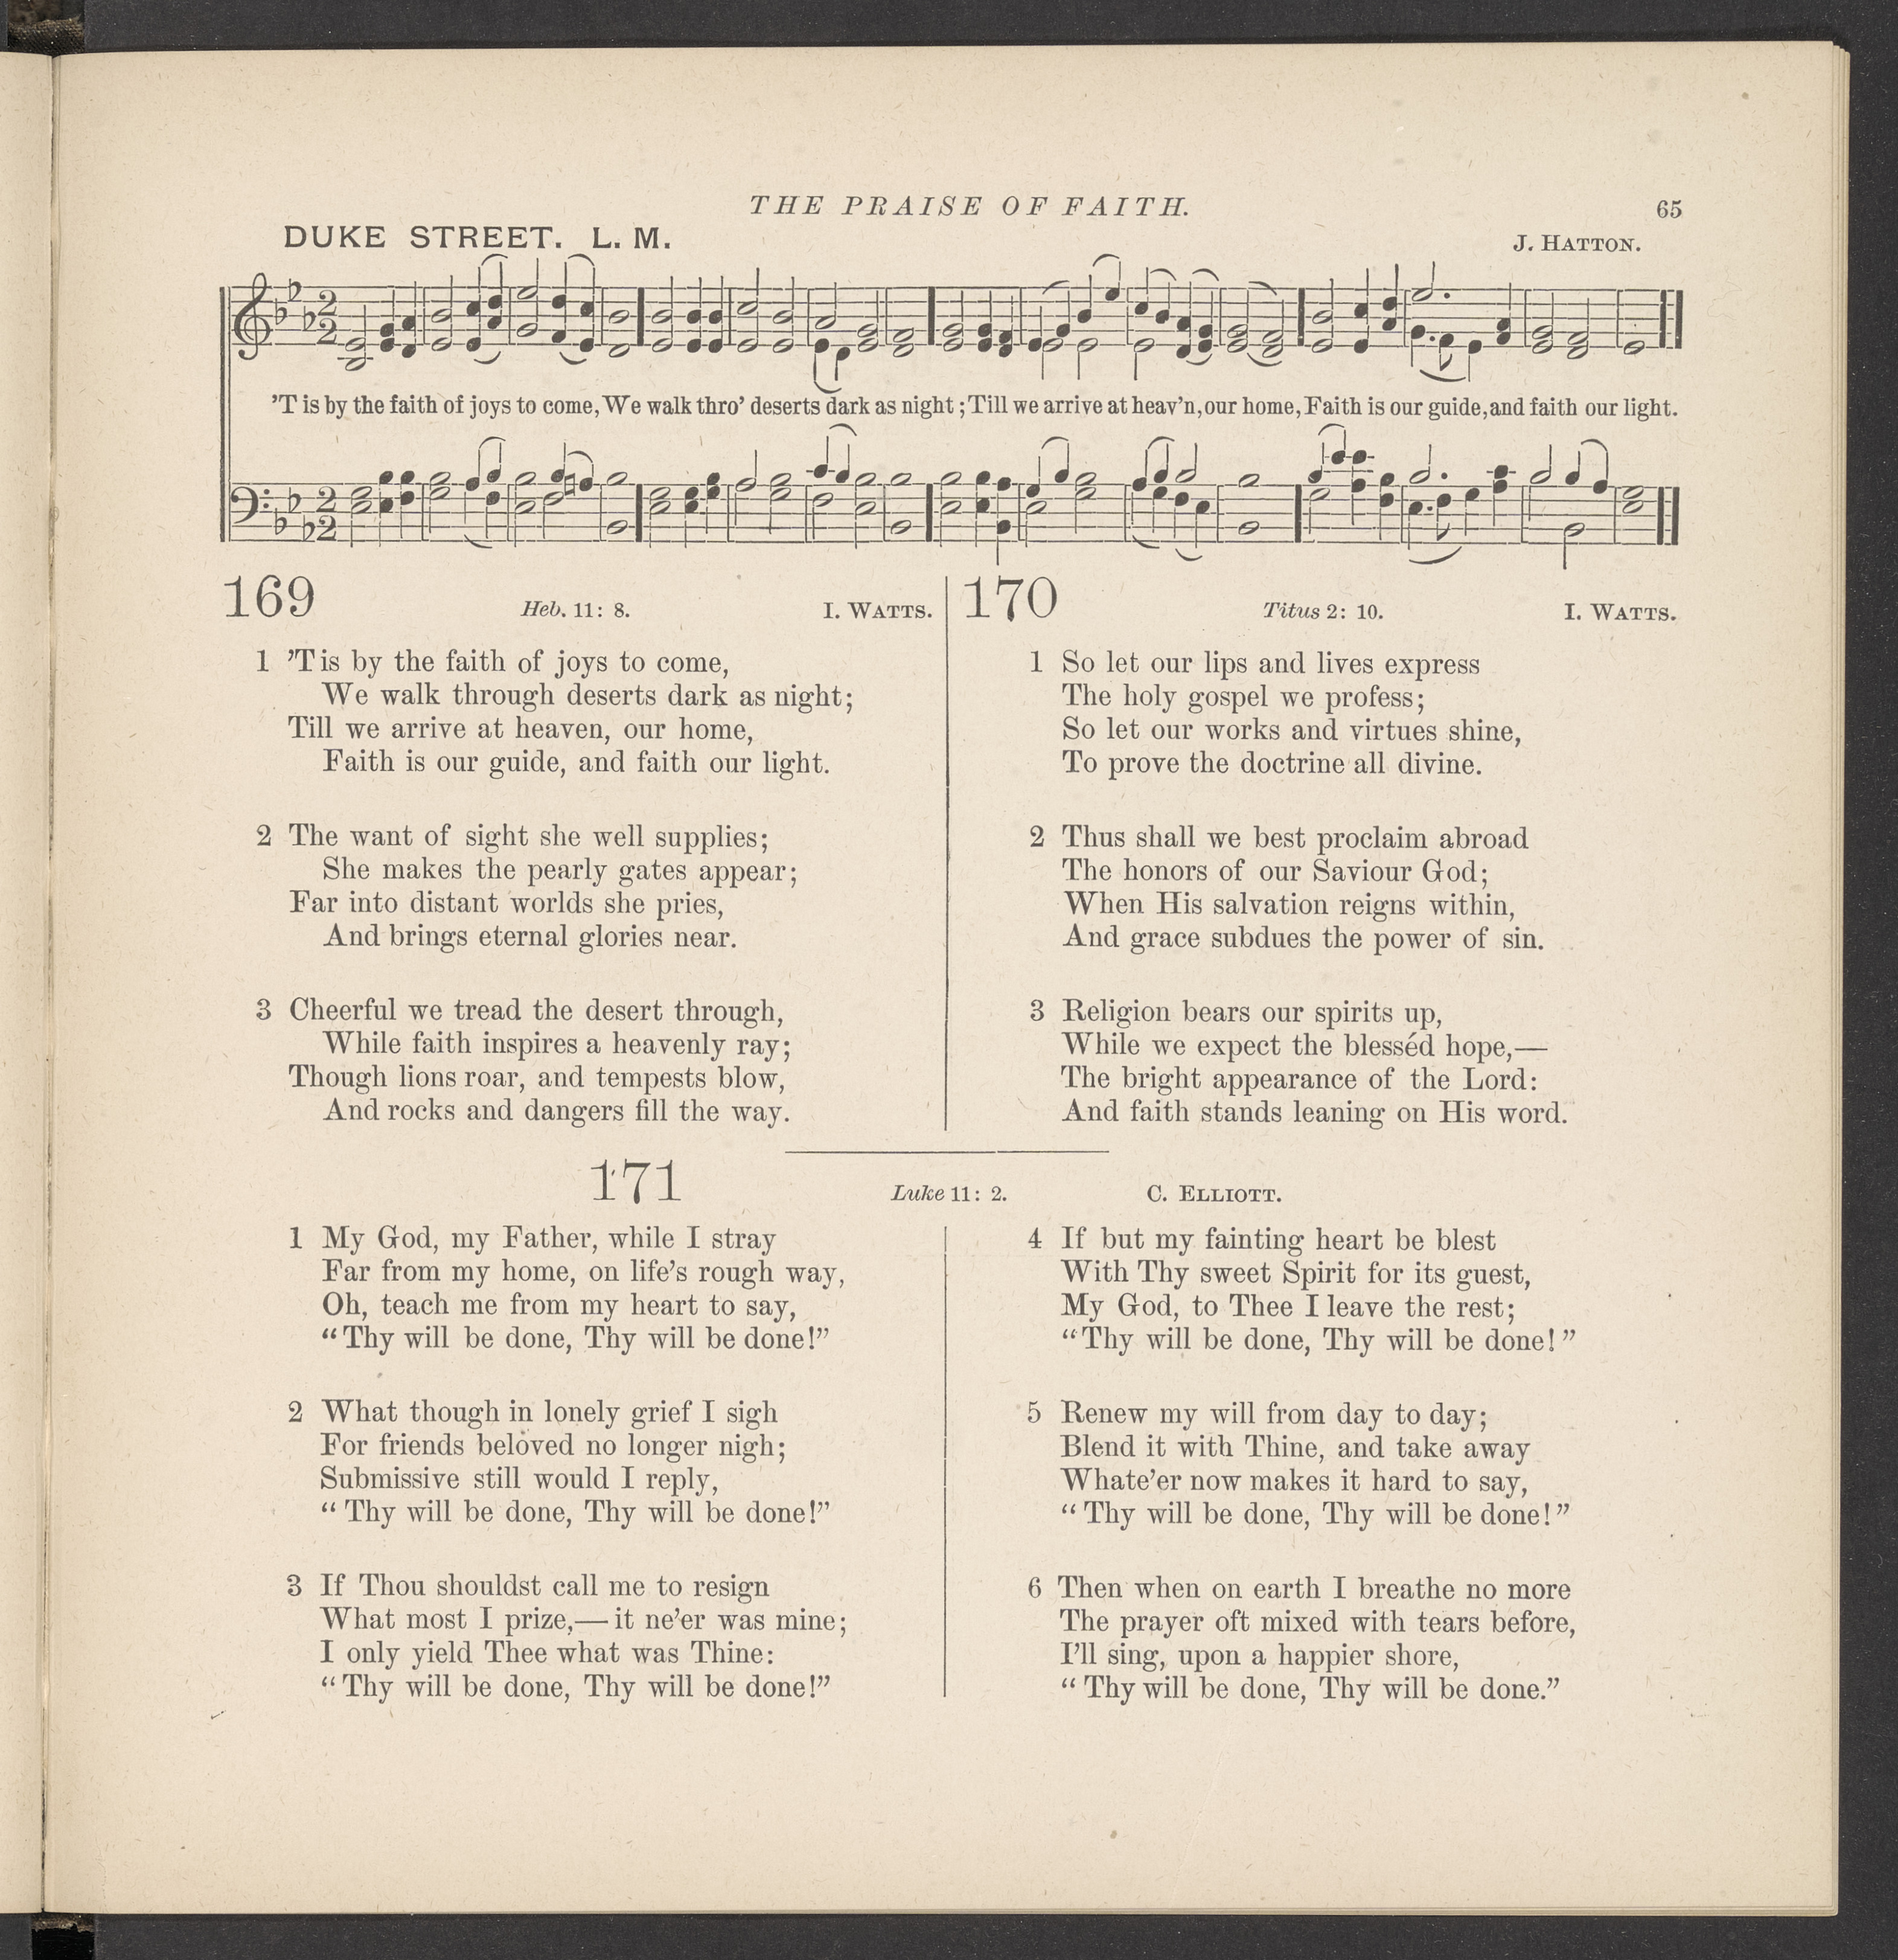 THE PRAISE OF FAITH.
65
DUKE STREET. L. M.
J. HATTON.
'T is by the faith of joys to come, We walk thro' deserts dark as night; Till we arrive at heav'n, our home, Faith is our guide, and faith our light.
169
Heb. 11: 8.
I. WATTS.
1 'T is by the faith of joys to come,
We walk through deserts dark as night;
Till we arrive at heaven, our home,
Faith is our guide, and faith our light.
2 The want of sight she well supplies;
She makes the pearly gates appear;
Far into distant worlds she pries,
And brings eternal glories near.
3 Cheerful we tread the desert through,
While faith inspires a heavenly ray;
Though lions roar, and tempests blow,
And rocks and dangers fill the way.
170
Titus 2: 10.
I. WATTS.
1 So let our lips and lives express
The holy gospel we profess;
So let our works and virtues shine,
To prove the doctrine all divine.
2 Thus shall we best proclaim abroad
The honors of our Saviour God;
When His salvation reigns within,
And grace subdues the power of sin.
3 Religion bears our spirits up,
While we expect the blesséd hope,—
The bright appearance of the Lord:
And faith stands leaning on His word.
171
Luke 11: 2.
C. ELLIOTT.
1 My God, my Father, while I stray
Far from my home, on life's rough way,
Oh, teach me from my heart to say,
"Thy will be done, Thy will be done!"
2 What though in lonely grief I sigh
For friends beloved no longer nigh;
Submissive still would I reply,
"Thy will be done, Thy will be done!"
3 If Thou shouldst call me to resign
What most I prize,—it ne'er was mine;
I only yield Thee what was Thine:
"Thy will be done, Thy will be done!"
4 If but my fainting heart be blest
With Thy sweet Spirit for its guest,
My God, to Thee I leave the rest;
"Thy will be done, Thy will be done!"
5 Renew my will from day to day;
Blend it with Thine, and take away
Whate'er now makes it hard to say,
"Thy will be done, Thy will be done!"
6 Then when on earth I breathe no more
The prayer oft mixed with tears before,
I'll sing, upon a happier shore,
"Thy will be done, Thy will be done."